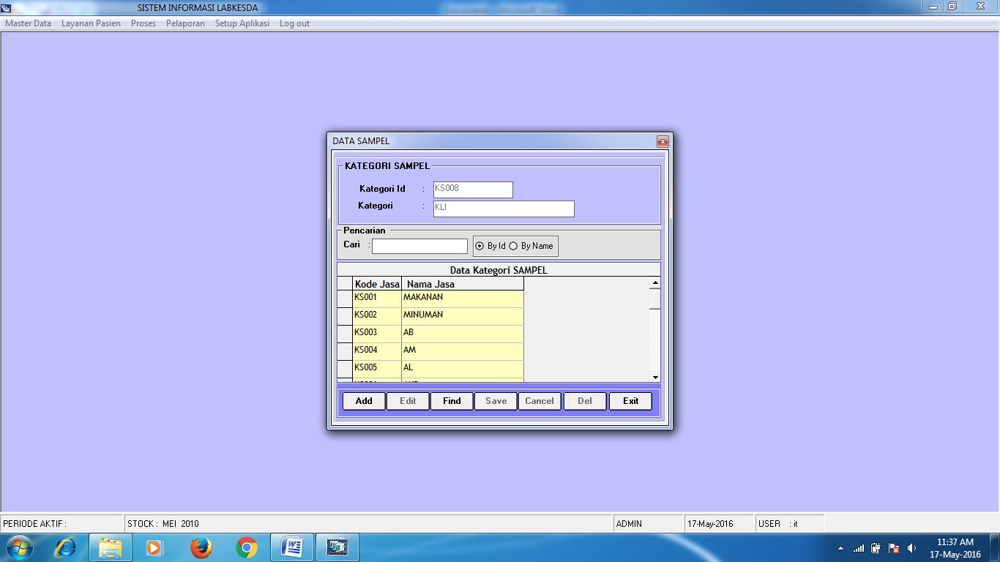 SISTEM INFORMASI LABKESDA
Master Data Layanan Pasien Proses Pelaporan Setup Aplikasi Log out
DATA SAMPEL
KATEGORI SAMPEL
Kategori Id : KS008
Kategori : KLI
Pencarian
Cari : By Id By Name
Data Kategori SAMPEL
Kode Jasa Nama Jasa
KS001 MAKANAN
KS002 MINUMAN
KS003 AB
KS004 AM
KS005 AL
Add Edit Find Save Cancel Del Exit
PERIODE AKTIF : STOCK : MEI 2010 ADMIN 17-May-2016 USER : it
11:37 AM
17-May-2016